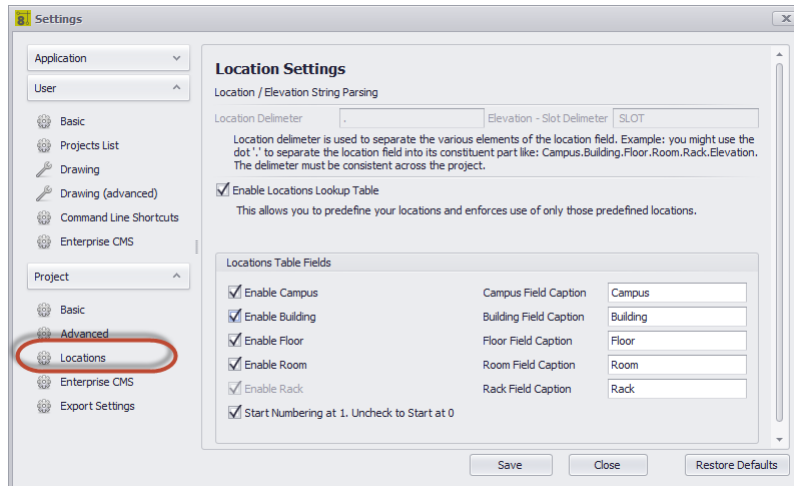 8 Settings
Application
User
Basic
Projects List
Drawing
Drawing (advanced)
Command Line Shortcuts
Enterprise CMS
Project
Basic
Advanced
Locations
Enterprise CMS
Export Settings
Location Settings
Location / Elevation String Parsing
Location Delimeter . Elevation - Slot Delimeter SLOT
Location delimeter is used to separate the various elements of the location field. Example: you might use the
dot '.' to separate the location field into its constituent part like: Campus.Building.Floor.Room.Rack.Elevation.
The delimeter must be consistent across the project.
Enable Locations Lookup Table
This allows you to predefine your locations and enforces use of only those predefined locations.
Locations Table Fields
Enable Campus Campus Field Caption Campus
Enable Building Building Field Caption Building
Enable Floor Floor Field Caption Floor
Enable Room Room Field Caption Room
Enable Rack Rack Field Caption Rack
Start Numbering at 1. Uncheck to Start at 0
Save Close Restore Defaults